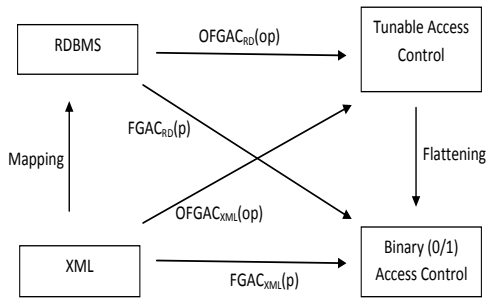 RDBMS
OFGAC_RD(op)
Tunable Access
Control
FGAC_RD(p)
Mapping
Flattening
OFGAC_XML(op)
XML
FGAC_XML(p)
Binary (0/1)
Access Control